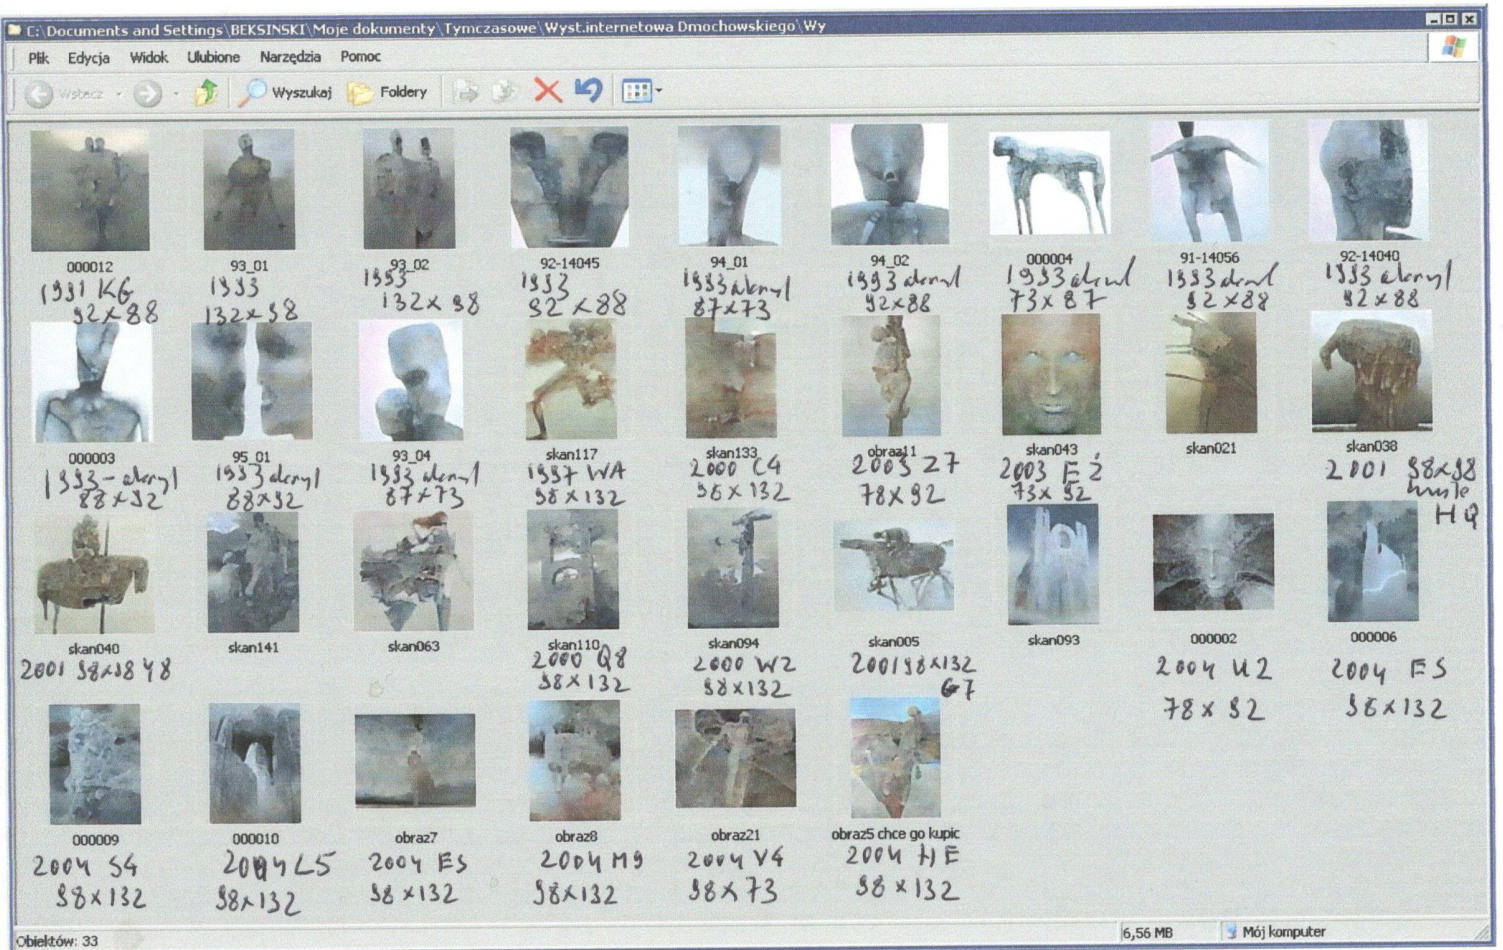 C:\Documents and Settings\BEKSINSKI\Moje dokumenty\Tymczasowe\Wyst.internetowa Dmochowskiego\Wy
Plik Edycja Widok Ulubione Narzędzia Pomoc
Wstecz Wyszukaj Foldery
000012 93_01 93_02 92-14045 94_01 94_02 000004 91-14056 92-14040
1991 KG 1993 1993 1993 1993 akryl 1993 akryl 1993 akryl 1993 akryl 1993 akryl
92x88 132x98 132x98 92x88 87x73 92x88 73x87 92x88 92x88
000003 95_01 93_04 skan117 skan133 obraz11 skan043 skan021 skan038
1993-akryl 1993 akryl 1993 akryl 1997 WA 2000 C4 2003 Z7 2003 EŻ 2001 98x98
88x92 88x92 87x73 98x132 98x132 78x92 73x92
HQ
skan040 skan141 skan063 skan110 skan094 skan005 skan093 000002 000006
2001 98x98 Y8 2000 Q8 2000 W2 2001 98x132 2004 U2 2004 ES
98x132 98x132 G7 78x92 98x132
000009 000010 obraz7 obraz8 obraz21 obraz5 chce go kupic
2004 S4 2004 L5 2004 ES 2004 M9 2004 V4 2004 HE
98x132 98x132 98x132 98x132 98x73 98x132
Obiektów: 33 6,56 MB Mój komputer